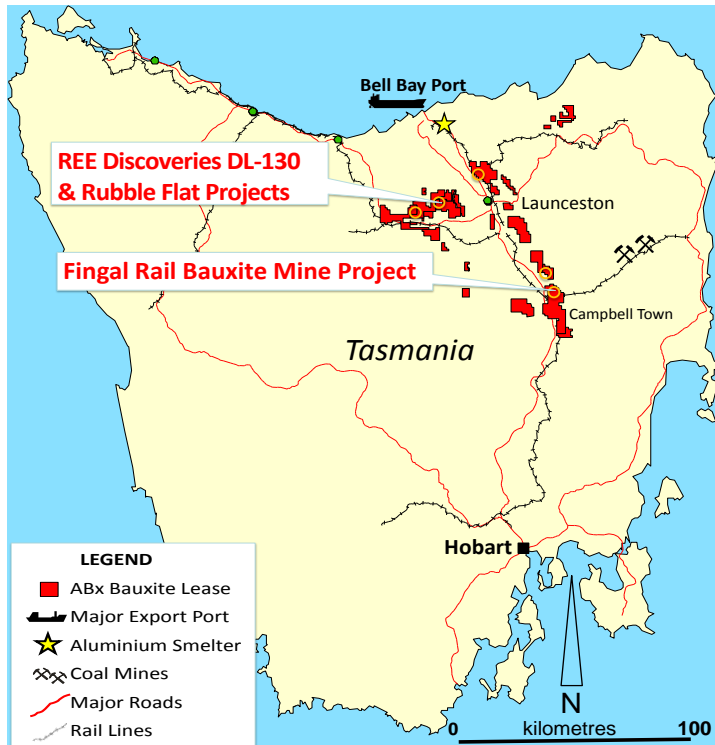 Bell Bay Port
REE Discoveries DL-130
& Rubble Flat Projects
Launceston
Fingal Rail Bauxite Mine Project
Campbell Town
Tasmania
Hobart
LEGEND
ABx Bauxite Lease
Major Export Port
Aluminium Smelter
Coal Mines
Major Roads
Rail Lines
N
0 kilometres 100